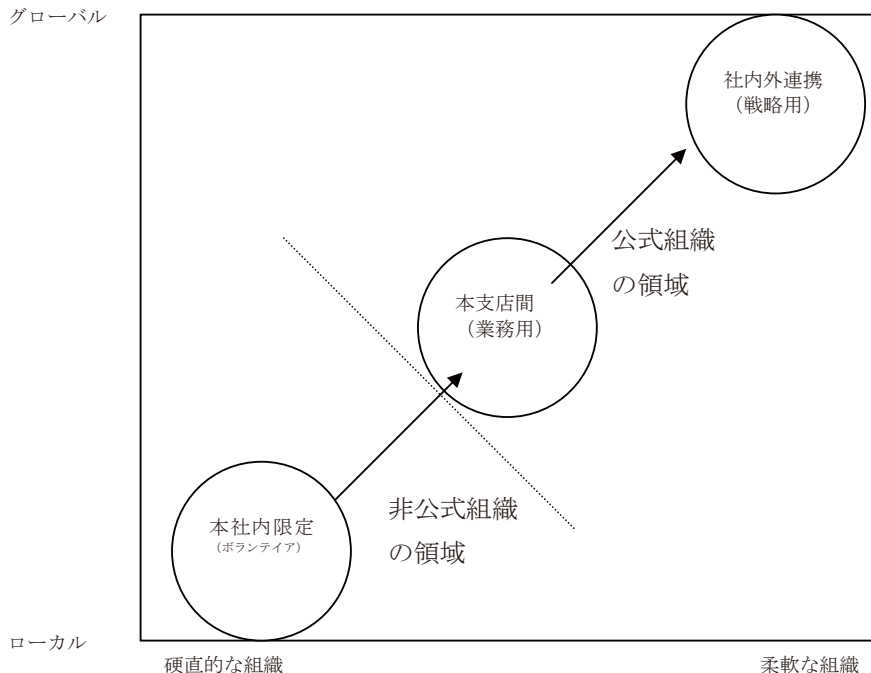 グローバル
社内外連携
（戦略用）
公式組織
の領域
本支店間
（業務用）
非公式組織
の領域
本社内限定
（ボランテイア）
ローカル
硬直的な組織
柔軟な組織